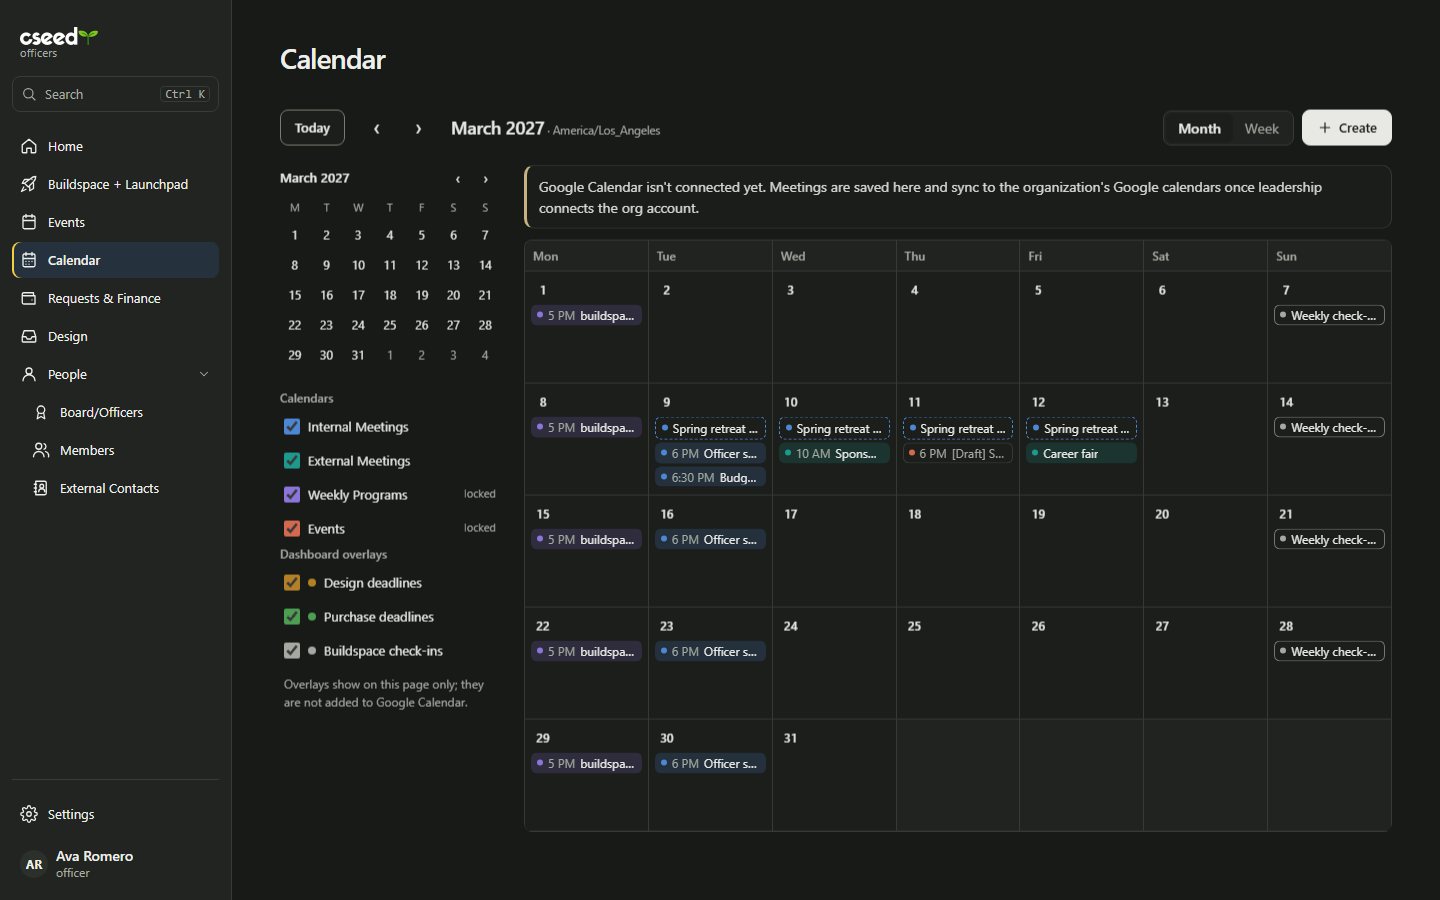 cseed
officers
Search Ctrl K
Home
Buildspace + Launchpad
Events
Calendar
Requests & Finance
Design
People
Board/Officers
Members
External Contacts
Settings
AR Ava Romero
officer
Calendar
Today ‹ › March 2027 · America/Los_Angeles Month Week + Create
March 2027 ‹ ›
M T W T F S S
1 2 3 4 5 6 7
8 9 10 11 12 13 14
15 16 17 18 19 20 21
22 23 24 25 26 27 28
29 30 31 1 2 3 4
Calendars
Internal Meetings
External Meetings
Weekly Programs locked
Events locked
Dashboard overlays
Design deadlines
Purchase deadlines
Buildspace check-ins
Overlays show on this page only; they
are not added to Google Calendar.
Google Calendar isn't connected yet. Meetings are saved here and sync to the organization's Google calendars once leadership
connects the org account.
Mon Tue Wed Thu Fri Sat Sun
1 2 3 4 5 6 7
5 PM buildspa... Weekly check-...
8 9 10 11 12 13 14
5 PM buildspa... Spring retreat ... Spring retreat ... Spring retreat ... Spring retreat ... Weekly check-...
6 PM Officer s... 10 AM Spons... 6 PM [Draft] S... Career fair
6:30 PM Budg...
15 16 17 18 19 20 21
5 PM buildspa... 6 PM Officer s... Weekly check-...
22 23 24 25 26 27 28
5 PM buildspa... 6 PM Officer s... Weekly check-...
29 30 31
5 PM buildspa... 6 PM Officer s...